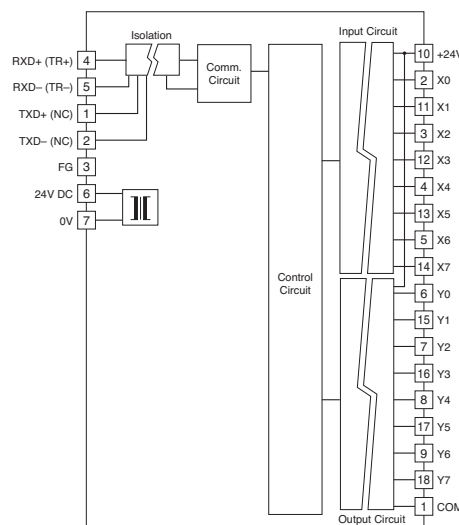 Isolation
Input Circuit
RXD+ (TR+) 4
RXD– (TR–) 5
TXD+ (NC) 1
TXD– (NC) 2
FG 3
24V DC 6
0V 7
Comm.
Circuit
Control
Circuit
10 +24V
2 X0
11 X1
3 X2
12 X3
4 X4
13 X5
5 X6
14 X7
6 Y0
15 Y1
7 Y2
16 Y3
8 Y4
17 Y5
9 Y6
18 Y7
1 COM
Output Circuit